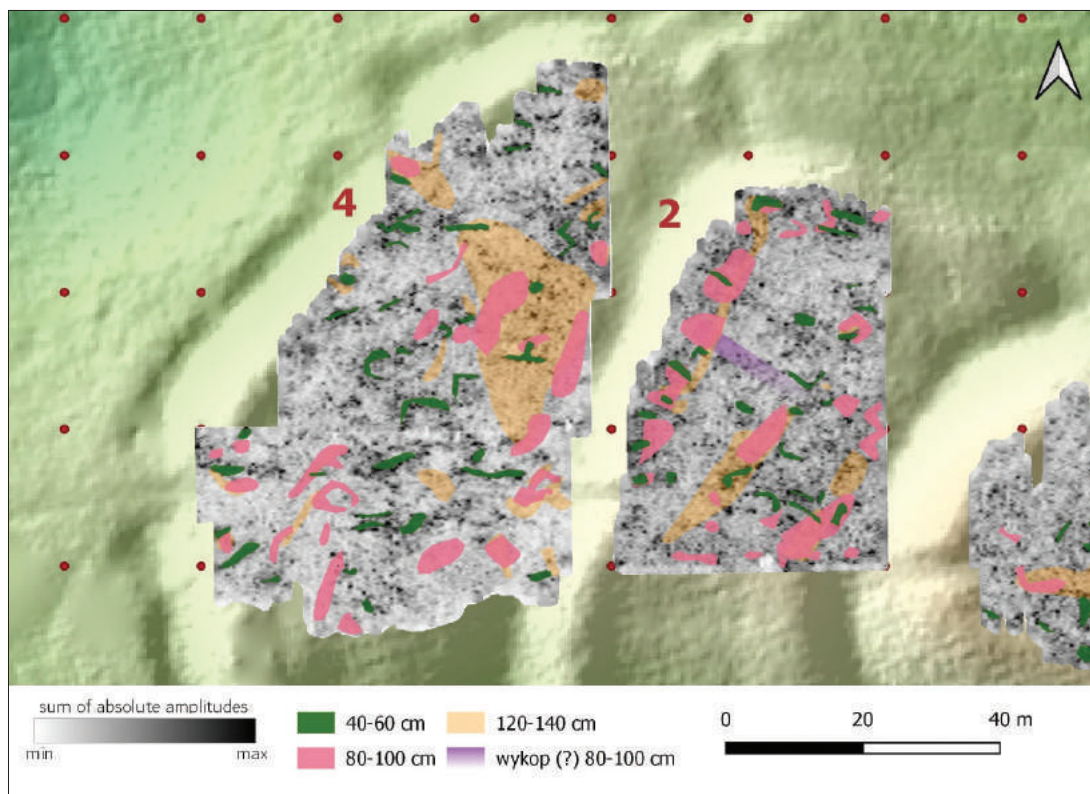 4
2
sum of absolute amplitudes
min max
40-60 cm
80-100 cm
120-140 cm
wykop (?) 80-100 cm
0 20 40 m